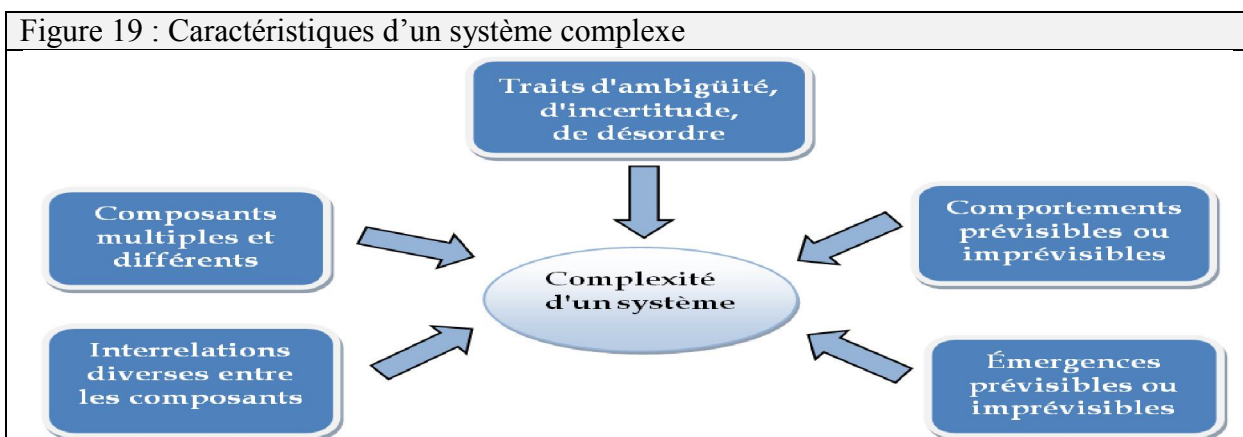 Figure 19 : Caractéristiques d’un système complexe
Traits d'ambigüité,
d'incertitude,
de désordre
Composants
multiples et
différents
Comportements
prévisibles ou
imprévisibles
Complexité
d'un système
Interrelations
diverses entre
les composants
Émergences
prévisibles ou
imprévisibles